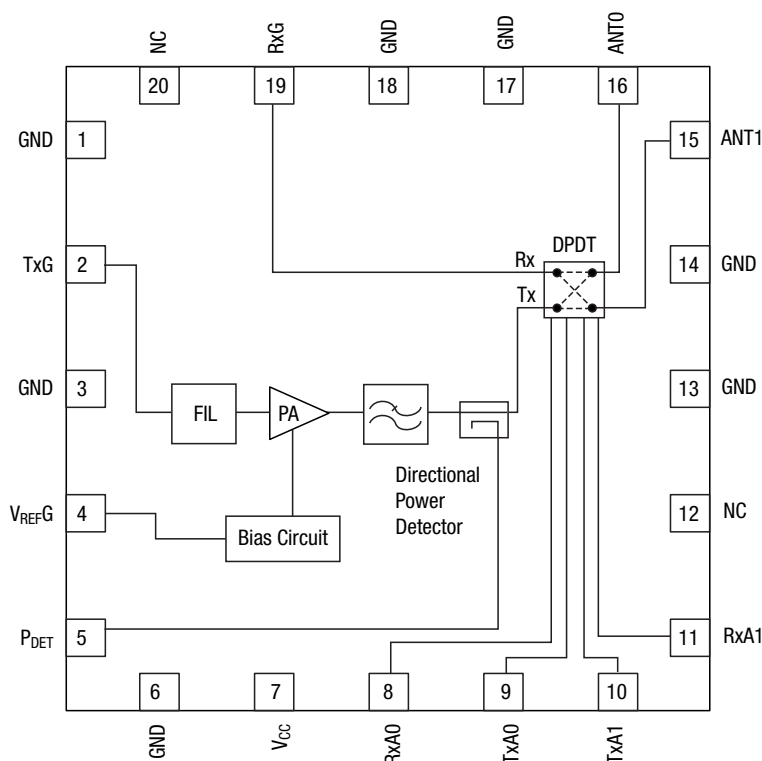 NC
RxG
GND
GND
ANT0
20
19
18
17
16
GND 1
15 ANT1
TxG 2
DPDT
Rx
Tx
14 GND
GND 3
13 GND
FIL
PA
Directional
Power
Detector
VREFG 4
Bias Circuit
12 NC
PDET 5
11 RxA1
6
7
8
9
10
GND
VCC
RxA0
TxA0
TxA1